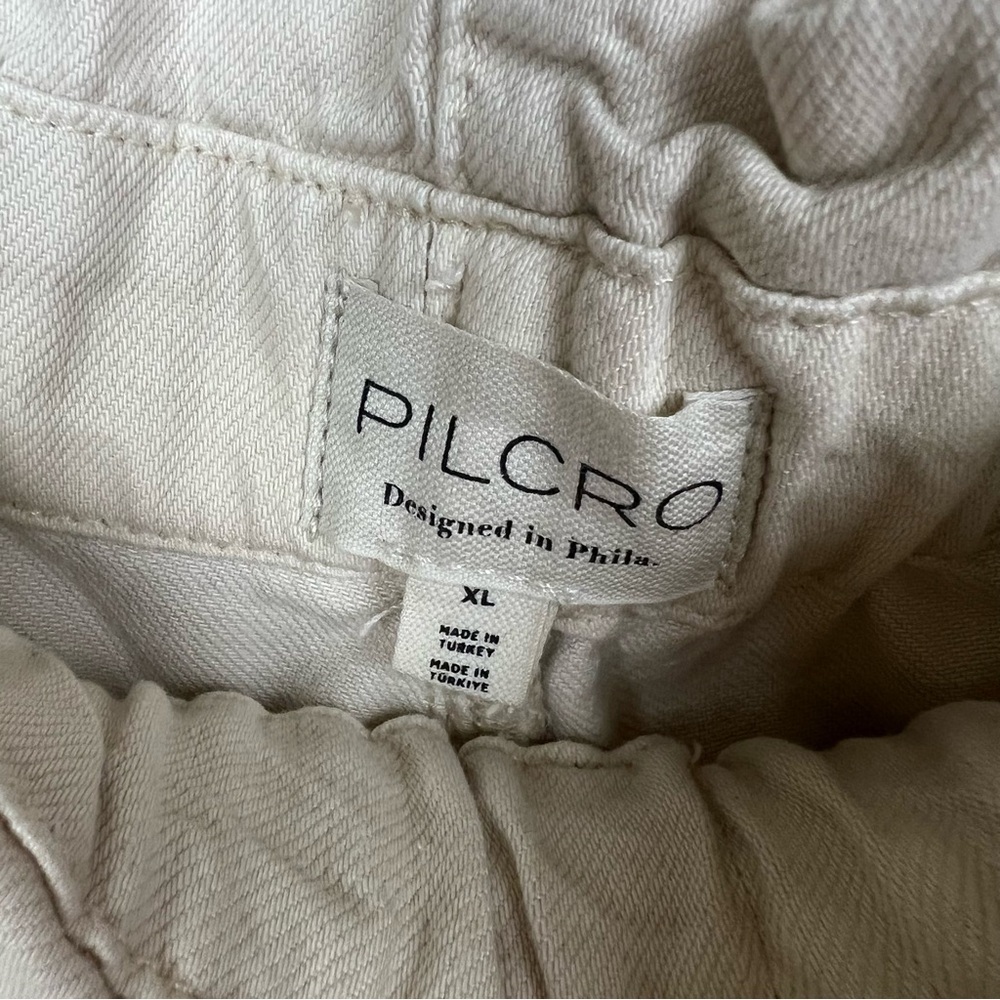 PILCRO
Designed in Phila.
XL
MADE IN
TURKEY
MADE IN
TÜRKIYE